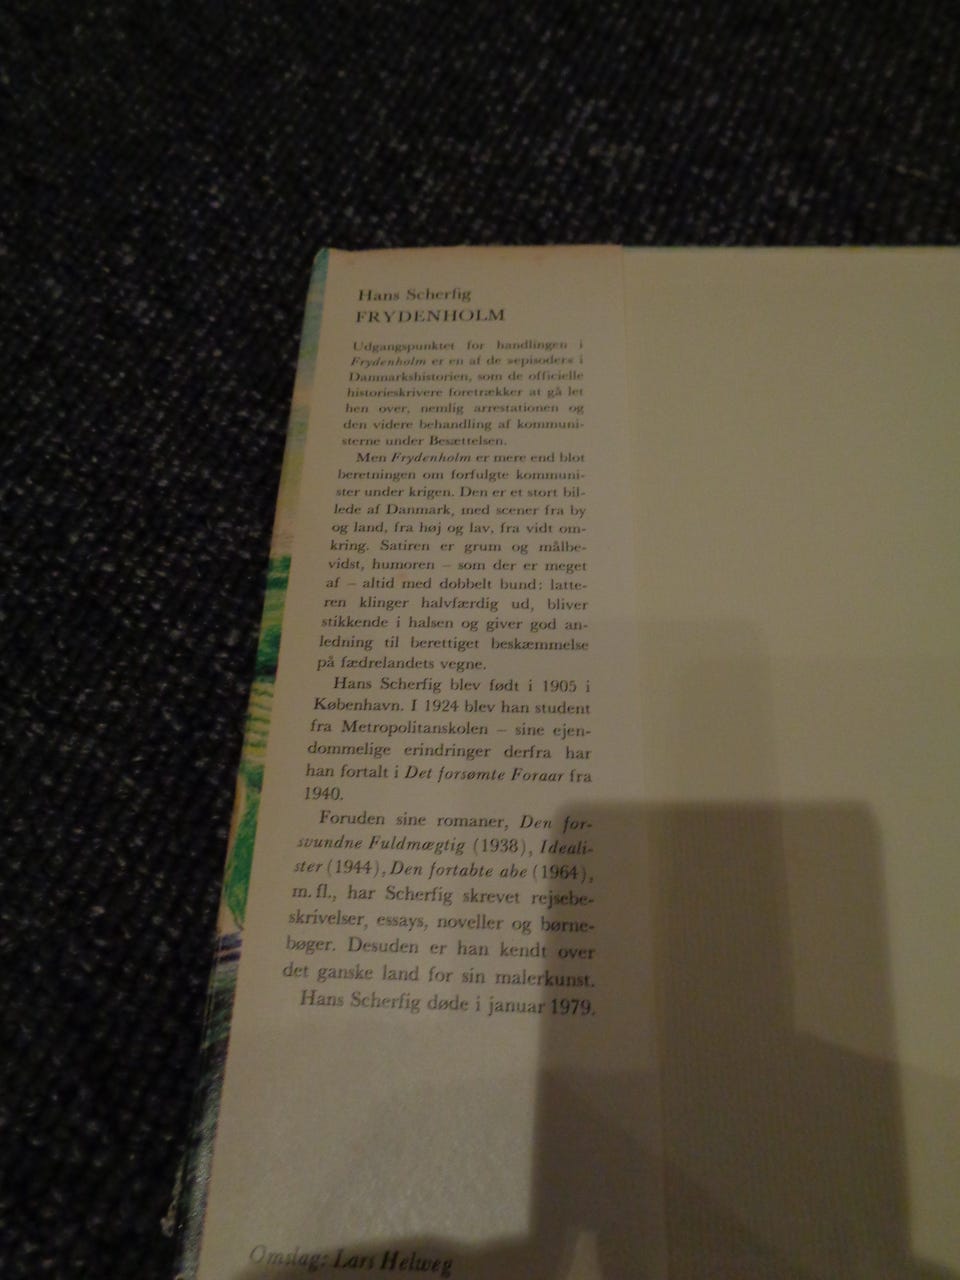 Hans Scherfig
FRYDENHOLM
Udgangspunktet for handlingen i
Frydenholm er en af de »episoder« i
Danmarkshistorien, som de officielle
historieskrivere foretrækker at gå let
hen over, nemlig arrestationen og
den videre behandling af kommuni-
sterne under Besættelsen.
Men Frydenholm er mere end blot
beretningen om forfulgte kommuni-
ster under krigen. Den er et stort bil-
lede af Danmark, med scener fra by
og land, fra høj og lav, fra vidt om-
kring. Satiren er grum og målbe-
vidst, humoren – som der er meget
af – altid med dobbelt bund: latte-
ren klinger halvfærdig ud, bliver
stikkende i halsen og giver god an-
ledning til berettiget beskæmmelse
på fædrelandets vegne.
Hans Scherfig blev født i 1905 i
København. I 1924 blev han student
fra Metropolitanskolen – sine ejen-
dommelige erindringer derfra har
han fortalt i Det forsømte Foraar fra
1940.
Foruden sine romaner, Den for-
svundne Fuldmægtig (1938), Ideali-
ster (1944), Den fortabte abe (1964),
m. fl., har Scherfig skrevet rejsebe-
skrivelser, essays, noveller og børne-
bøger. Desuden er han kendt over
det ganske land for sin malerkunst.
Hans Scherfig døde i januar 1979.
Omslag: Lars Helweg